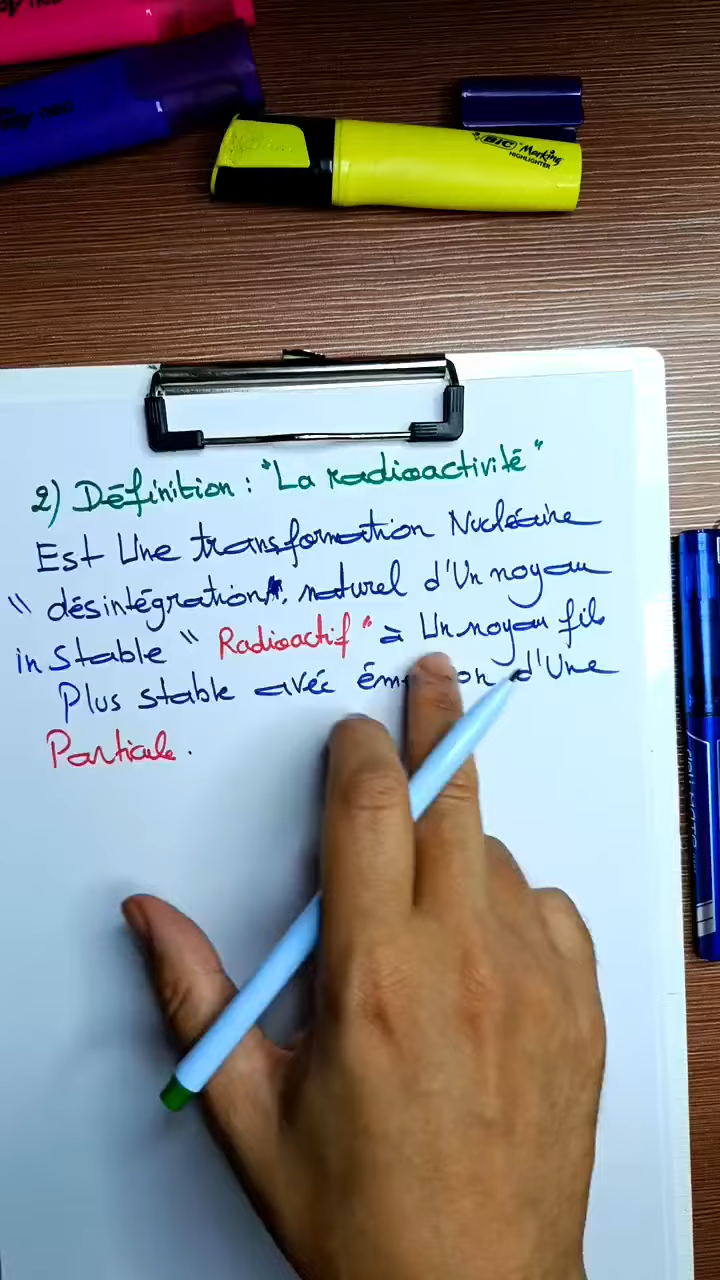 BIC Marking
HIGHLIGHTER
2) Définition : "La radioactivité"
Est Une transformation Nucléaire
" désintégration", naturel d'Un noyau
instable " Radioactif " à Un noyau fils
Plus stable avéc d'Une
Particule.